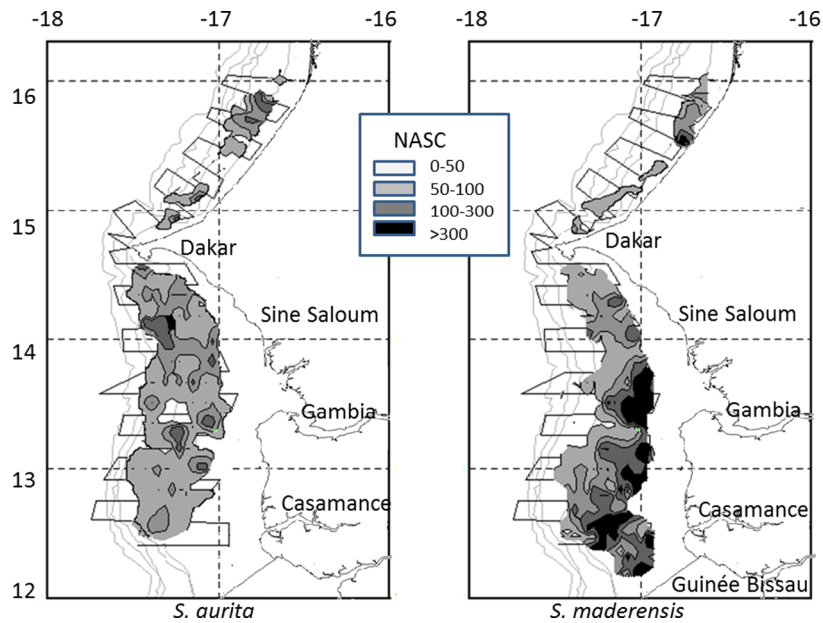 -18 -17 -16 -18 -17 -16
16
15
14
13
12
NASC
0-50
50-100
100-300
>300
Dakar
Sine Saloum
Gambia
Casamance
S. aurita
Dakar
Sine Saloum
Gambia
Casamance
Guinée Bissau
S. maderensis